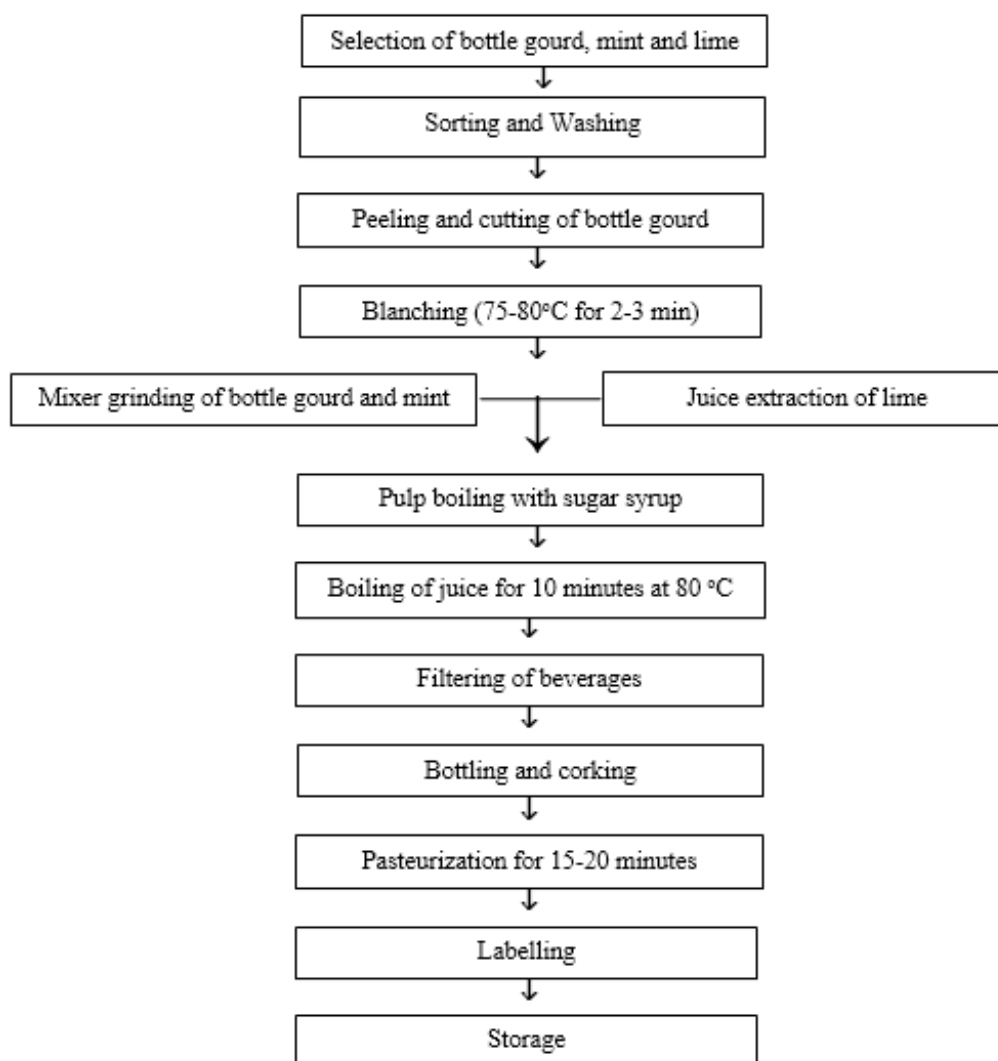 Selection of bottle gourd, mint and lime
Sorting and Washing
Peeling and cutting of bottle gourd
Blanching (75-80°C for 2-3 min)
Mixer grinding of bottle gourd and mint
Juice extraction of lime
Pulp boiling with sugar syrup
Boiling of juice for 10 minutes at 80 °C
Filtering of beverages
Bottling and corking
Pasteurization for 15-20 minutes
Labelling
Storage